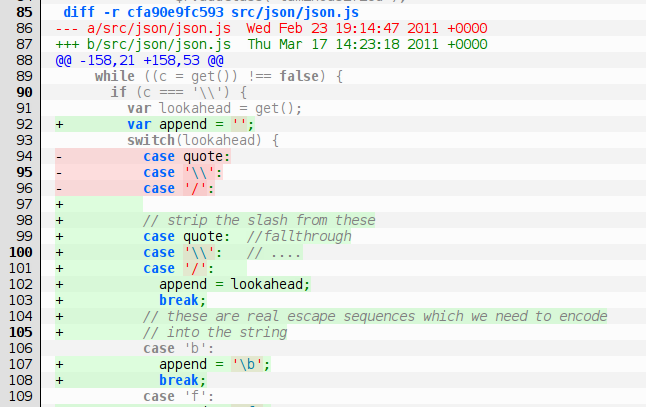 85 diff -r cfa90e9fc593 src/json/json.js
86 --- a/src/json/json.js Wed Feb 23 19:14:47 2011 +0000
87 +++ b/src/json/json.js Thu Mar 17 14:23:18 2011 +0000
88 @@ -158,21 +158,53 @@
89 while ((c = get()) !== false) {
90 if (c === '\\') {
91 var lookahead = get();
92 + var append = '';
93 switch(lookahead) {
94 - case quote:
95 - case '\\':
96 - case '/':
97 +
98 + // strip the slash from these
99 + case quote: //fallthrough
100 + case '\\': // ....
101 + case '/':
102 + append = lookahead;
103 + break;
104 + // these are real escape sequences which we need to encode
105 + // into the string
106 case 'b':
107 + append = '\b';
108 + break;
109 case 'f':